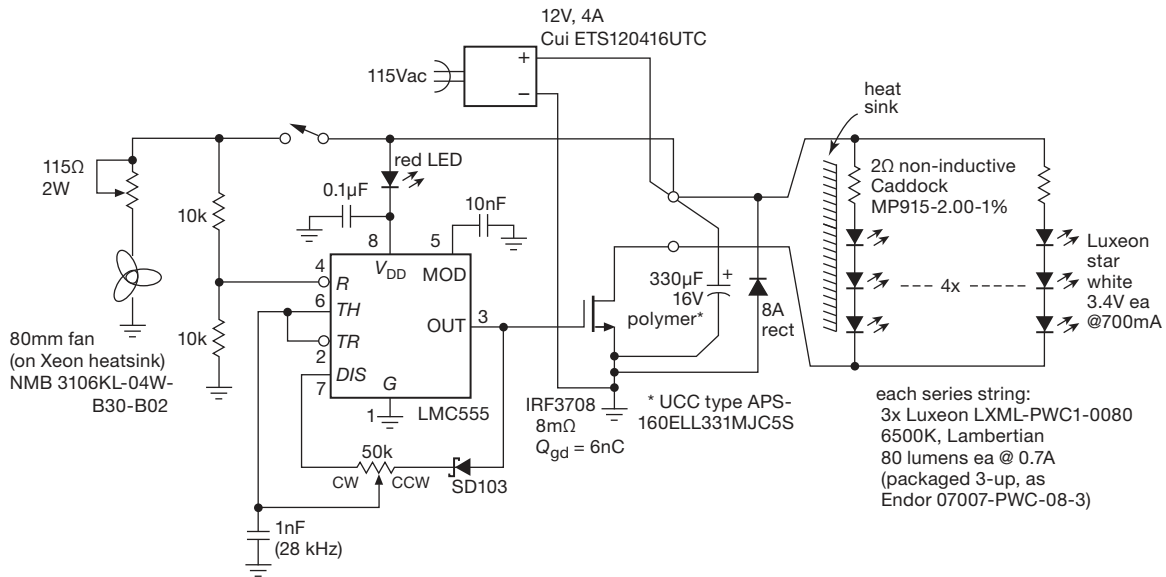 12V, 4A
Cui ETS120416UTC
115Vac
+
−
heat
sink
115Ω
2W
red LED
2Ω non-inductive
Caddock
MP915-2.00-1%
0.1µF
10nF
10k
8
5
V_DD
MOD
4
R
6
TH
OUT
3
TR
2
DIS
7
G
1
LMC555
10k
80mm fan
(on Xeon heatsink)
NMB 3106KL-04W-
B30-B02
330µF
+
16V
polymer*
8A
rect
4x
Luxeon
star
white
3.4V ea
@700mA
IRF3708
8mΩ
Q_gd = 6nC
* UCC type APS-
160ELL331MJC5S
each series string:
3x Luxeon LXML-PWC1-0080
6500K, Lambertian
80 lumens ea @ 0.7A
(packaged 3-up, as
Endor 07007-PWC-08-3)
50k
CW
CCW
SD103
1nF
(28 kHz)